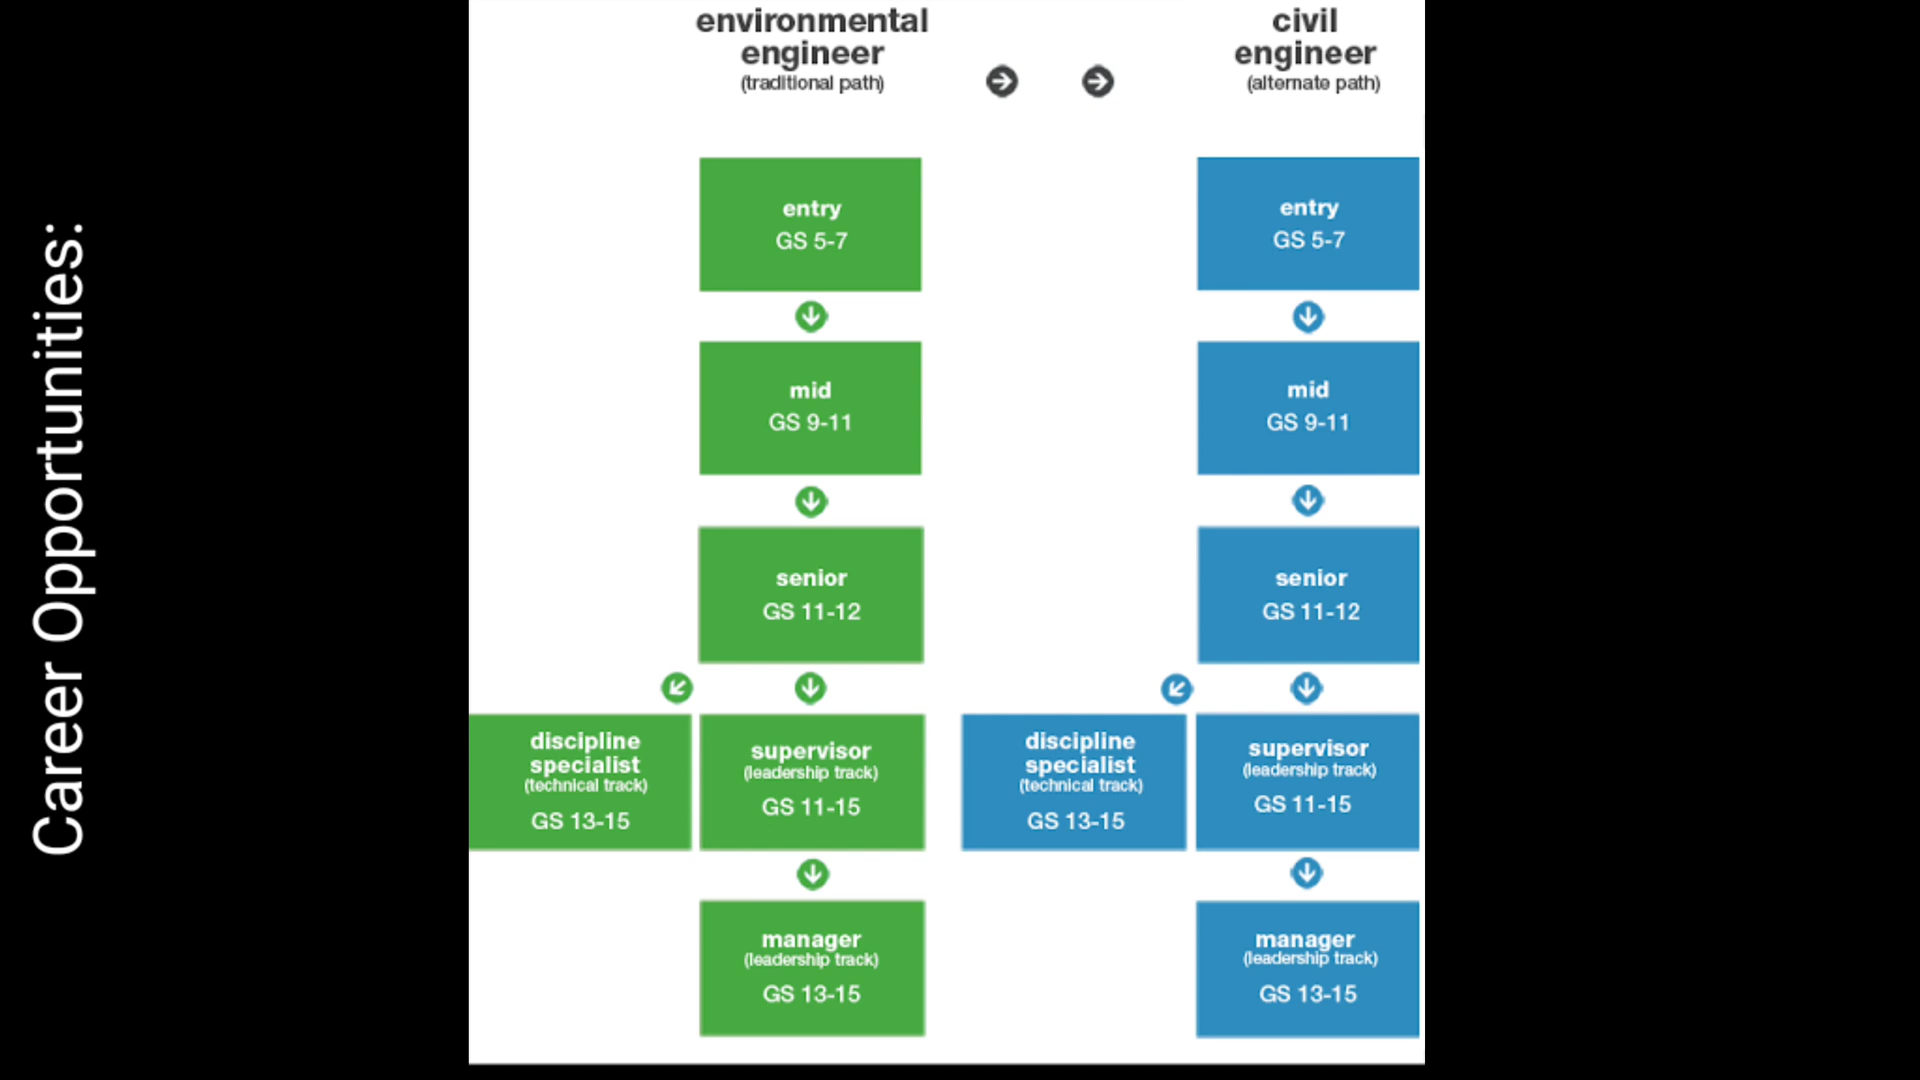 Career Opportunities:
environmental
engineer
(traditional path)
entry
GS 5-7
mid
GS 9-11
senior
GS 11-12
discipline
specialist
(technical track)
GS 13-15
supervisor
(leadership track)
GS 11-15
manager
(leadership track)
GS 13-15
civil
engineer
(alternate path)
entry
GS 5-7
mid
GS 9-11
senior
GS 11-12
discipline
specialist
(technical track)
GS 13-15
supervisor
(leadership track)
GS 11-15
manager
(leadership track)
GS 13-15